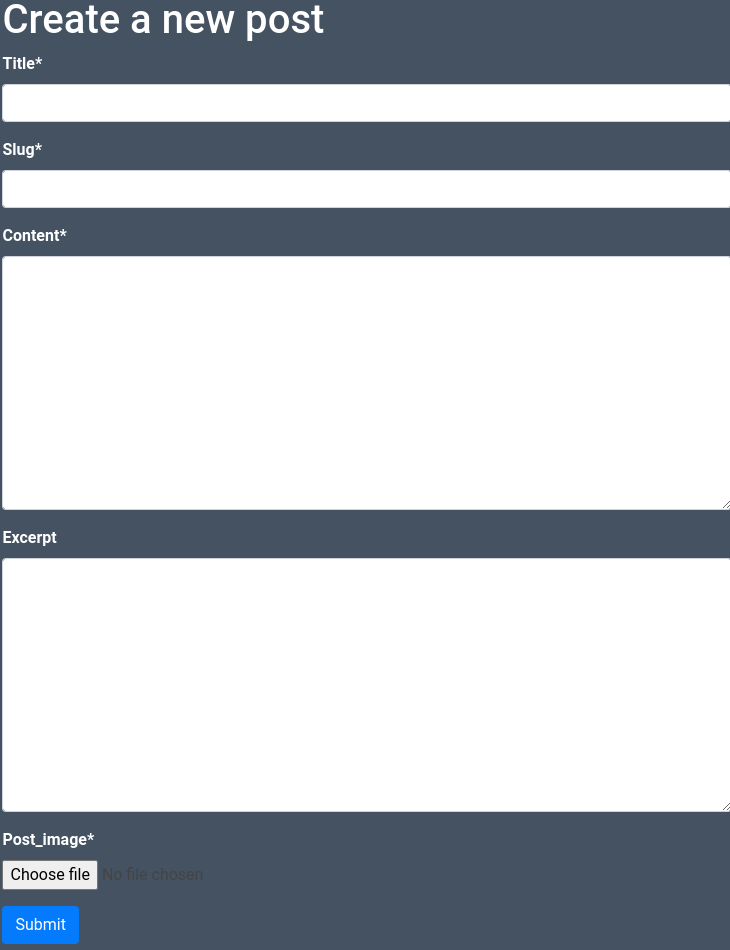 Create a new post
Title*
Slug*
Content*
Excerpt
Post_image*
Choose file No file chosen
Submit